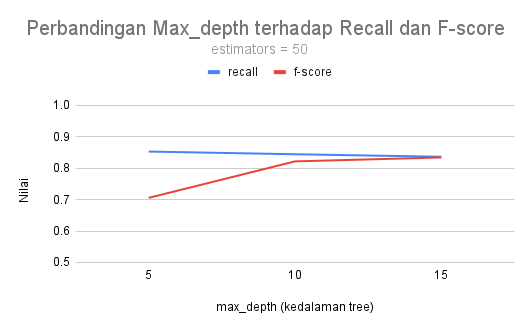 Perbandingan Max_depth terhadap Recall dan F-score
estimators = 50
recall f-score
1.0
0.9
0.8
0.7
0.6
0.5
Nilai
5 10 15
max_depth (kedalaman tree)